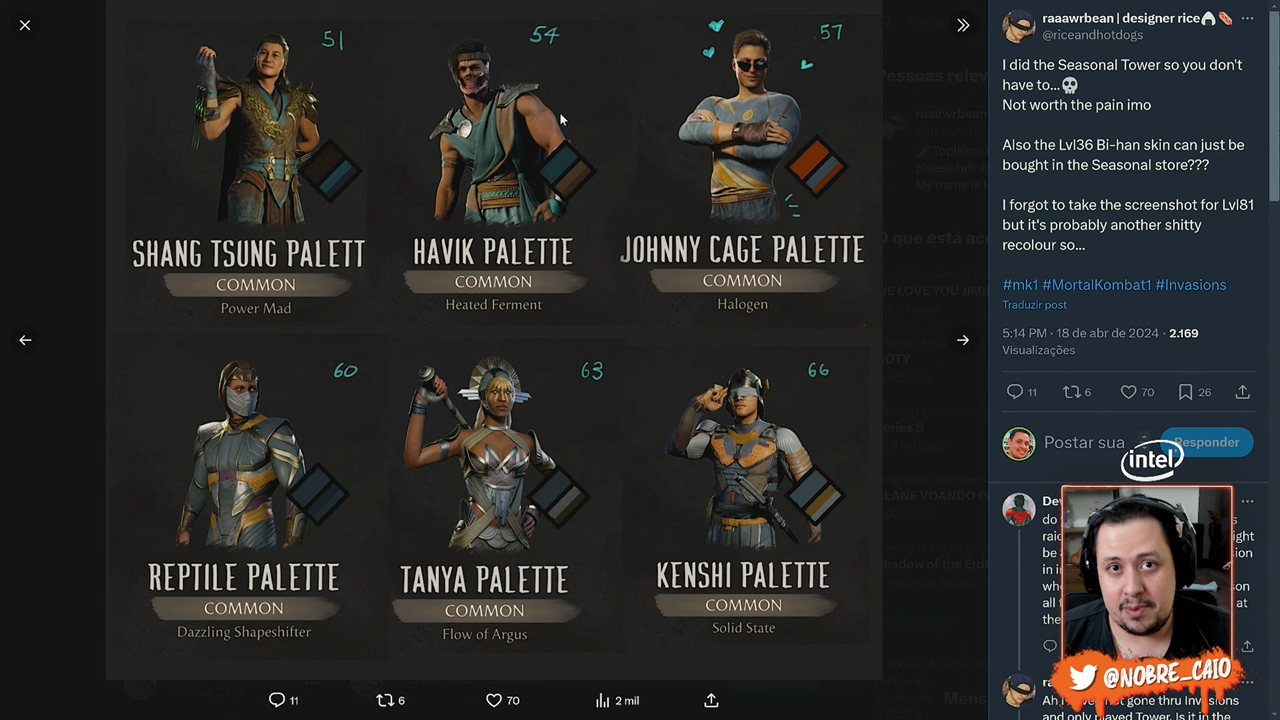 51
54
57
SHANG TSUNG PALETT
HAVIK PALETTE
JOHNNY CAGE PALETTE
COMMON
COMMON
COMMON
Power Mad
Heated Ferment
Halogen
60
63
66
REPTILE PALETTE
TANYA PALETTE
KENSHI PALETTE
COMMON
COMMON
COMMON
Dazzling Shapeshifter
Flow of Argus
Solid State
11
6
70
2 mil
raaawrbean | designer rice
@riceandhotdogs
I did the Seasonal Tower so you don't
have to...
Not worth the pain imo
Also the Lvl36 Bi-han skin can just be
bought in the Seasonal store???
I forgot to take the screenshot for Lvl81
but it's probably another shitty
recolour so...
#mk1 #MortalKombat1 #Invasions
Traduzir post
5:14 PM · 18 de abr de 2024 · 2.169
Visualizações
11
6
70
26
Postar sua
Responder
intel
@NOBRE_CAIO